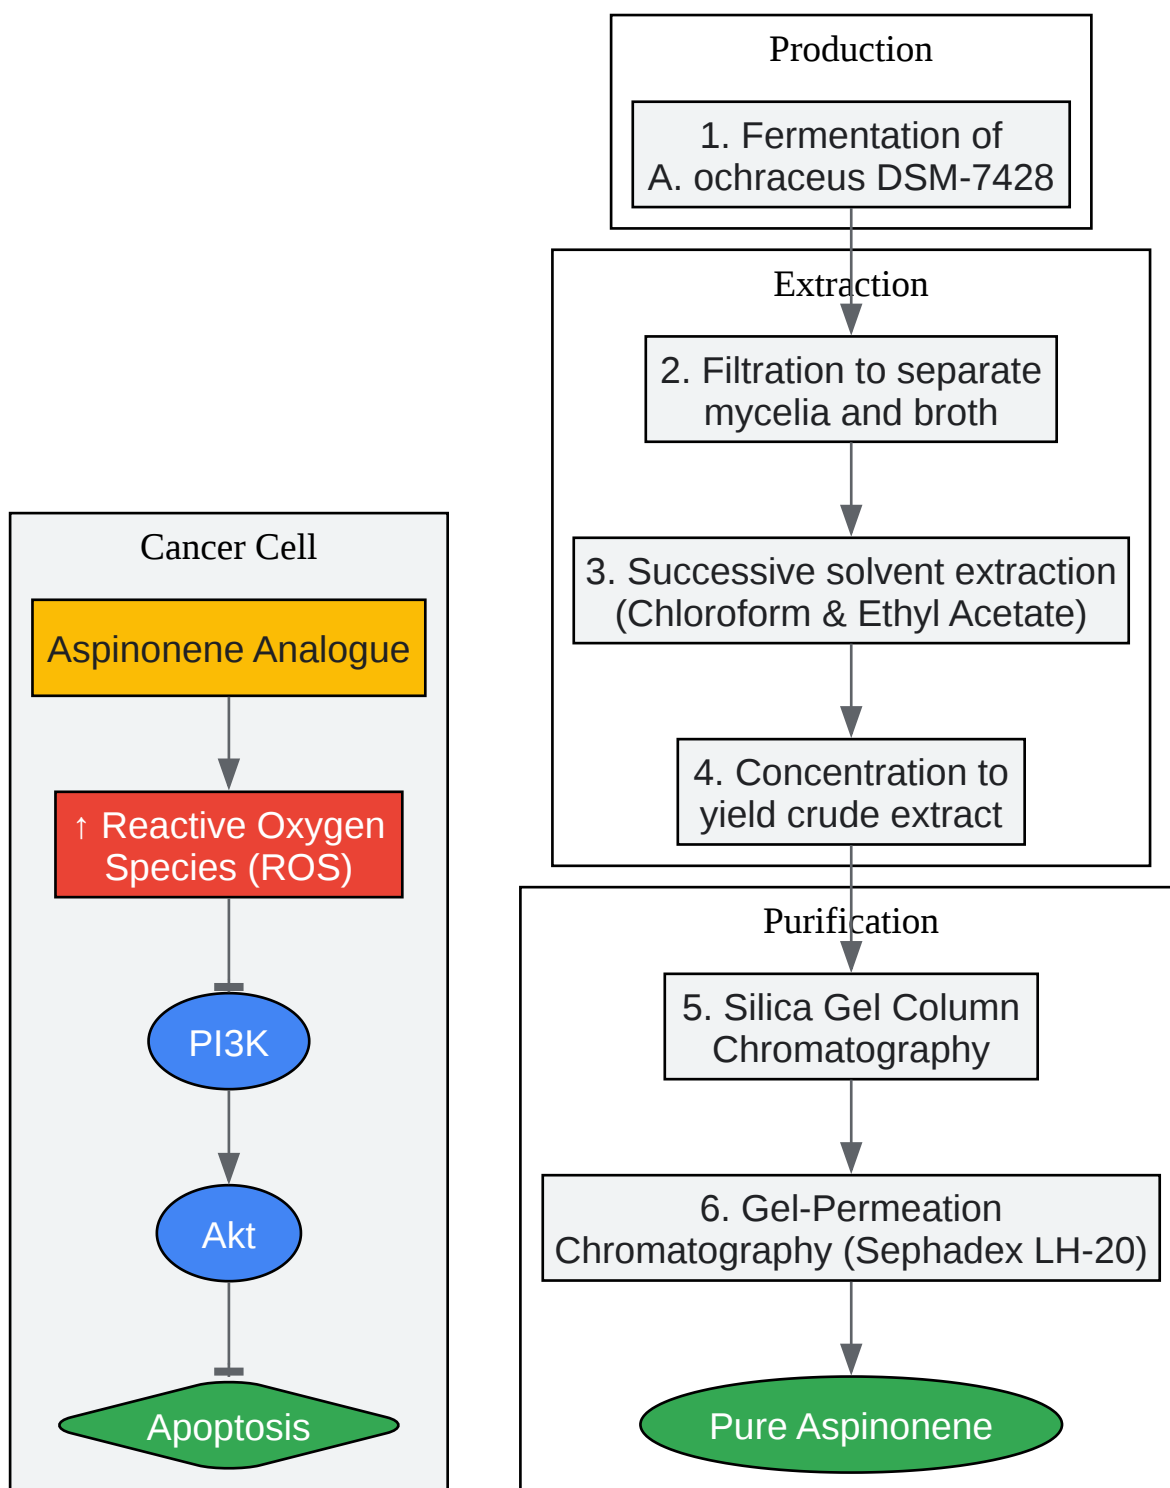 Production
1. Fermentation of
A. ochraceus DSM-7428
Extraction
2. Filtration to separate
mycelia and broth
3. Successive solvent extraction
(Chloroform & Ethyl Acetate)
4. Concentration to
yield crude extract
Purification
5. Silica Gel Column
Chromatography
6. Gel-Permeation
Chromatography (Sephadex LH-20)
Pure Aspinonene
Cancer Cell
Aspinonene Analogue
↑ Reactive Oxygen
Species (ROS)
PI3K
Akt
Apoptosis